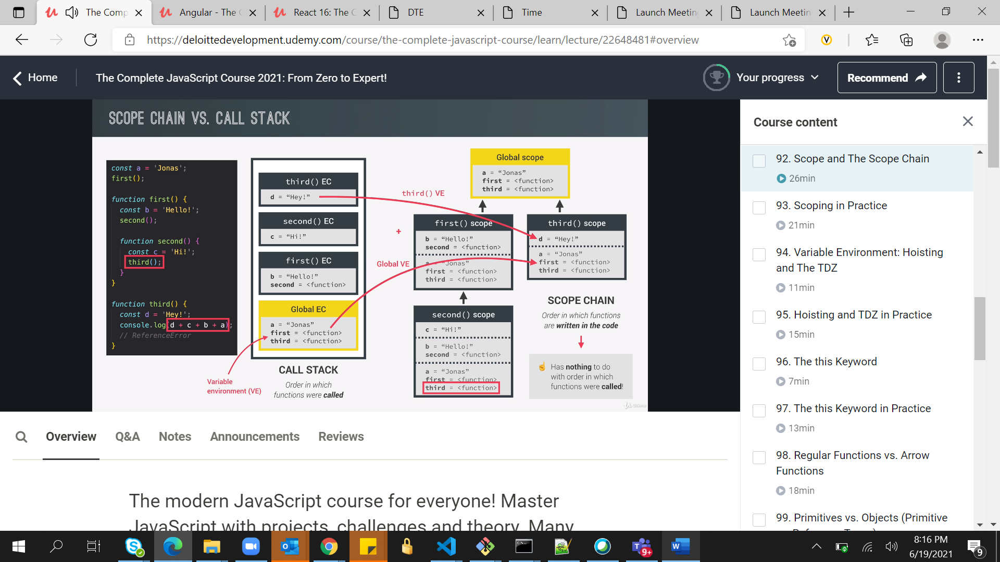 The Comp
Angular - The C
React 16: The C
DTE
Time
Launch Meetin
Launch Meetin
https://deloittedevelopment.udemy.com/course/the-complete-javascript-course/learn/lecture/22648481#overview
Home
The Complete JavaScript Course 2021: From Zero to Expert!
Your progress
Recommend
SCOPE CHAIN VS. CALL STACK
const a = 'Jonas';
first();
function first() {
const b = 'Hello!';
second();
function second() {
const c = 'Hi!';
third();
}
}
function third() {
const d = 'Hey!';
console.log(d + c + b + a);
// ReferenceError
}
third() EC
d = “Hey!”
second() EC
c = “Hi!”
first() EC
b = “Hello!”
second = <function>
Global EC
a = “Jonas”
first = <function>
third = <function>
Variable
environment (VE)
CALL STACK
Order in which
functions were called
third() VE
+
Global VE
Global scope
a = “Jonas”
first = <function>
third = <function>
first() scope
b = “Hello!”
second = <function>
a = “Jonas”
first = <function>
third = <function>
second() scope
c = “Hi!”
b = “Hello!”
second = <function>
a = “Jonas”
first = <function>
third = <function>
third() scope
d = “Hey!”
a = “Jonas”
first = <function>
third = <function>
SCOPE CHAIN
Order in which functions
are written in the code
☝ Has nothing to do
with order in which
functions were called!
Udemy
Course content
92. Scope and The Scope Chain
26min
93. Scoping in Practice
21min
94. Variable Environment: Hoisting
and The TDZ
11min
95. Hoisting and TDZ in Practice
15min
96. The this Keyword
7min
97. The this Keyword in Practice
13min
98. Regular Functions vs. Arrow
Functions
18min
99. Primitives vs. Objects (Primitive
Overview
Q&A
Notes
Announcements
Reviews
The modern JavaScript course for everyone! Master
JavaScript with projects, challenges and theory. Many
9+
8:16 PM
6/19/2021
9